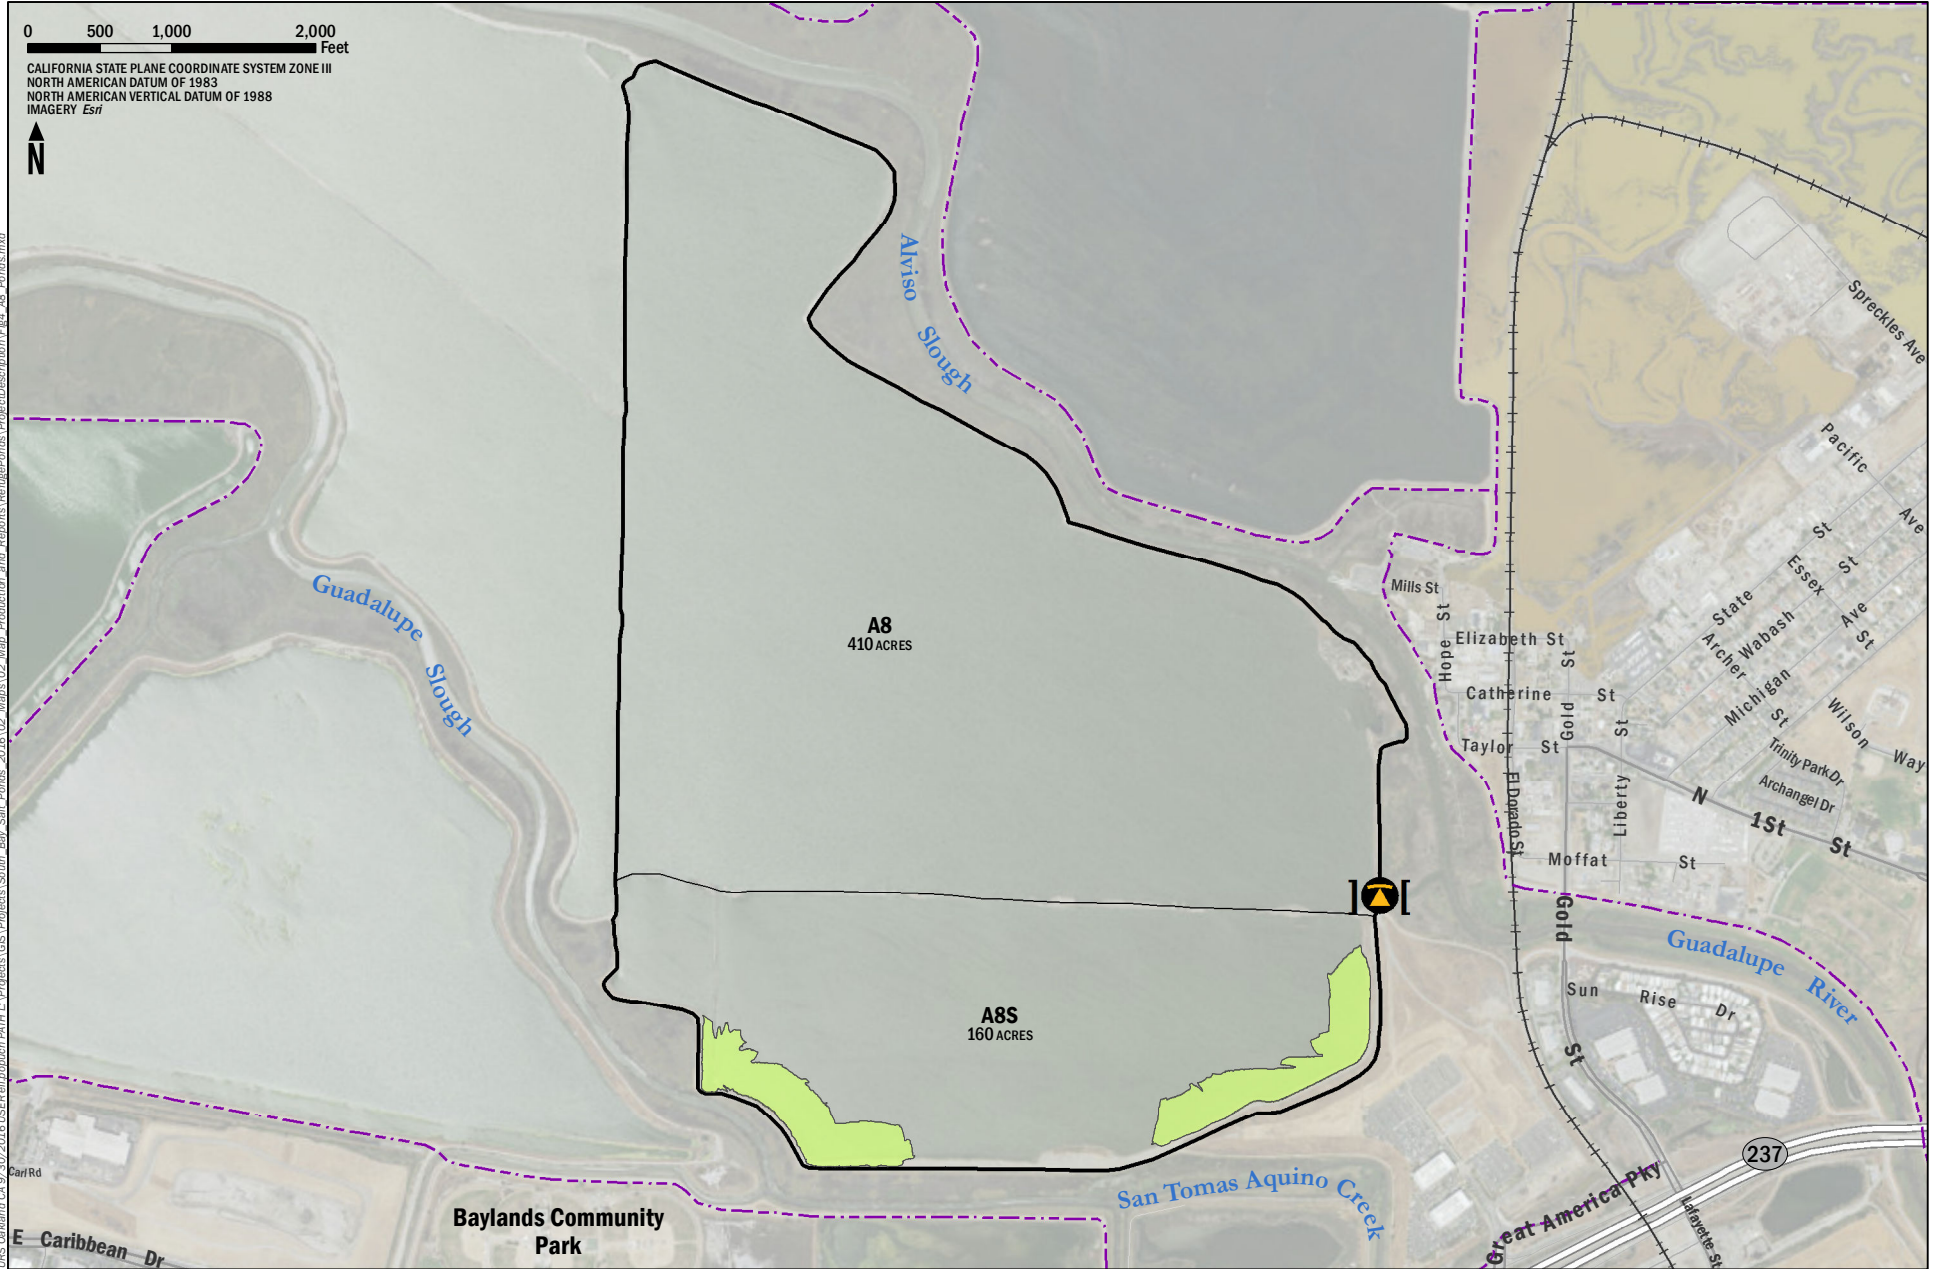 0 500 1,000 2,000
Feet
CALIFORNIA STATE PLANE COORDINATE SYSTEM ZONE III
NORTH AMERICAN DATUM OF 1983
NORTH AMERICAN VERTICAL DATUM OF 1988
IMAGERY Esri
N
Alviso
Slough
Spreckles Ave
Pacific
Ave
St
Essex
St
State
Wabash
Ave
St
Archer
Michigan
St
Wilson
Way
Mills St
Hope St
Elizabeth St
Catherine St
Gold St
St
Taylor St
Liberty
El Dorado St
Trinity Park Dr
Archangel Dr
N 1St St
Moffat St
Guadalupe
Slough
A8
410 ACRES
A8S
160 ACRES
] [
Gold
St
Guadalupe
River
Sun Rise Dr
237
Great America Pky
Lafayette St
San Tomas Aquino Creek
Baylands Community
Park
Carl Rd
E Caribbean Dr